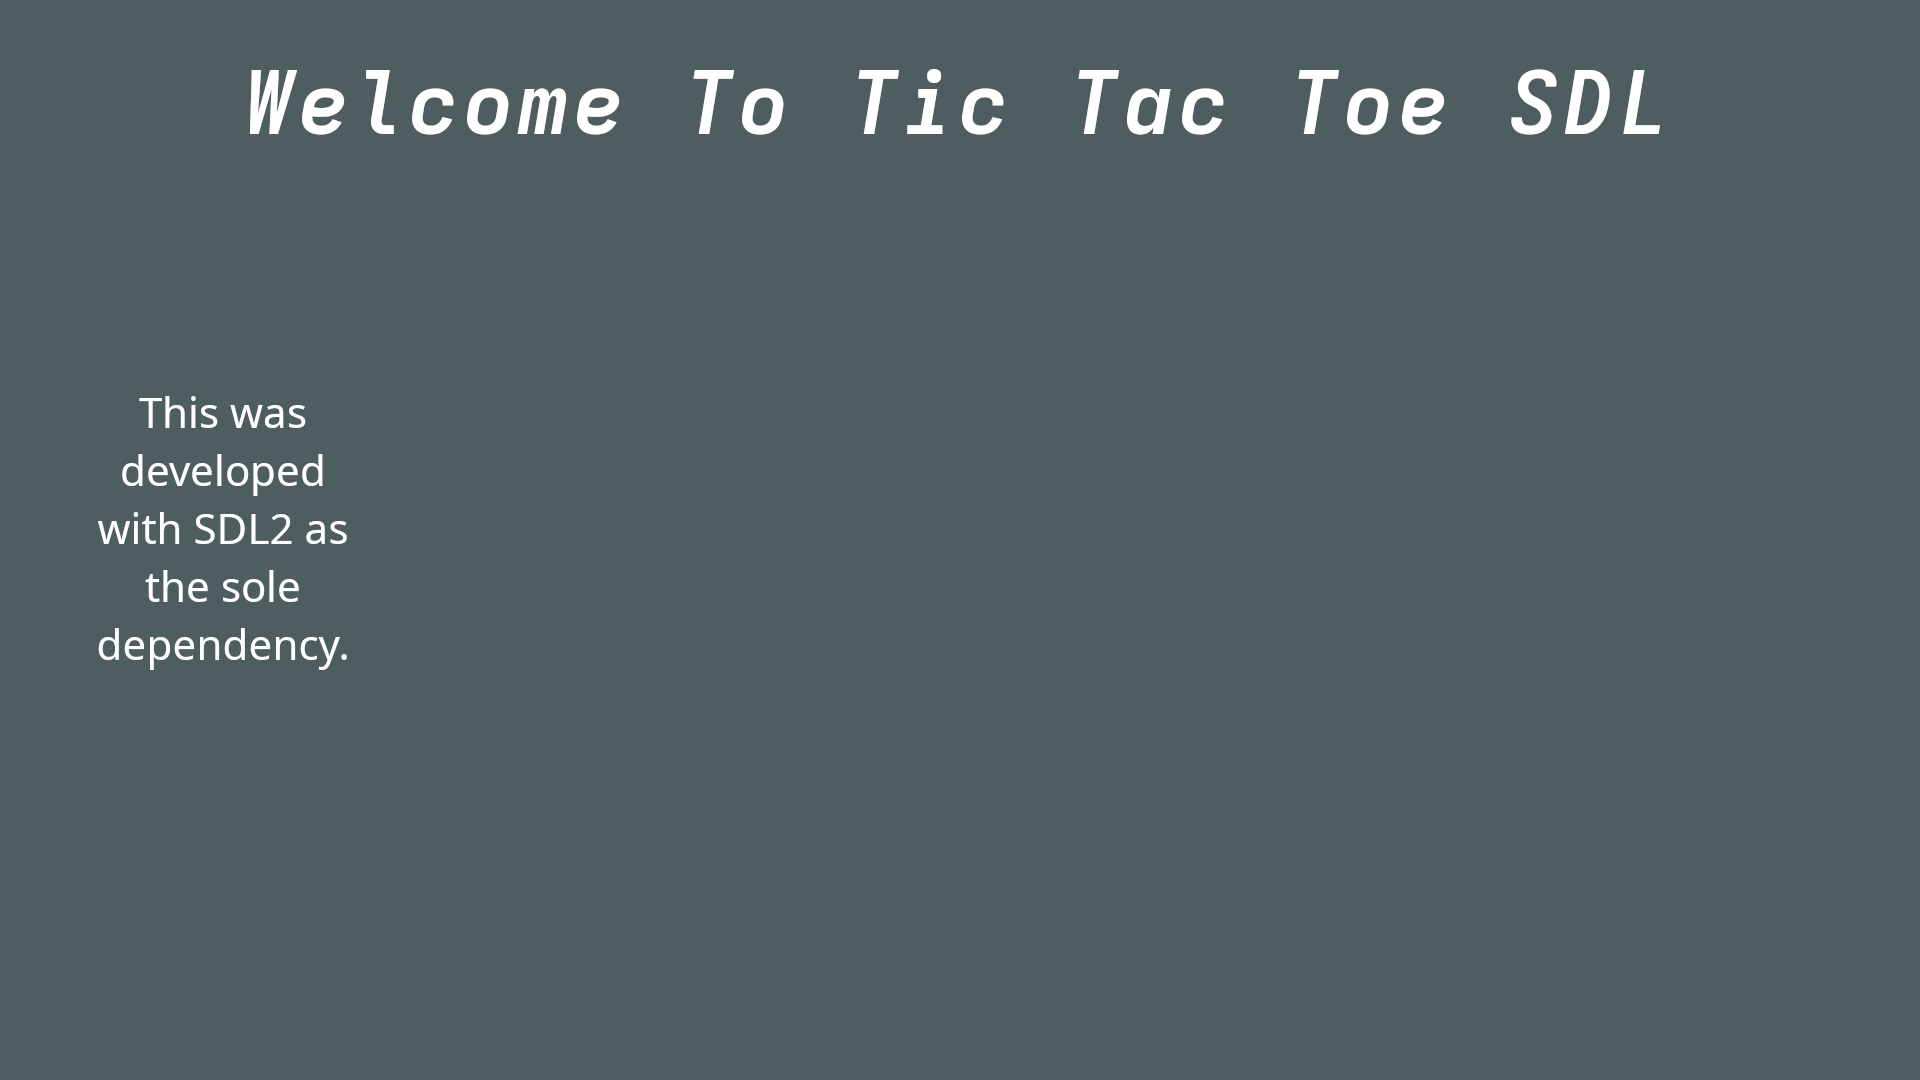 Welcome To Tic Tac Toe SDL
This was
developed
with SDL2 as
the sole
dependency.